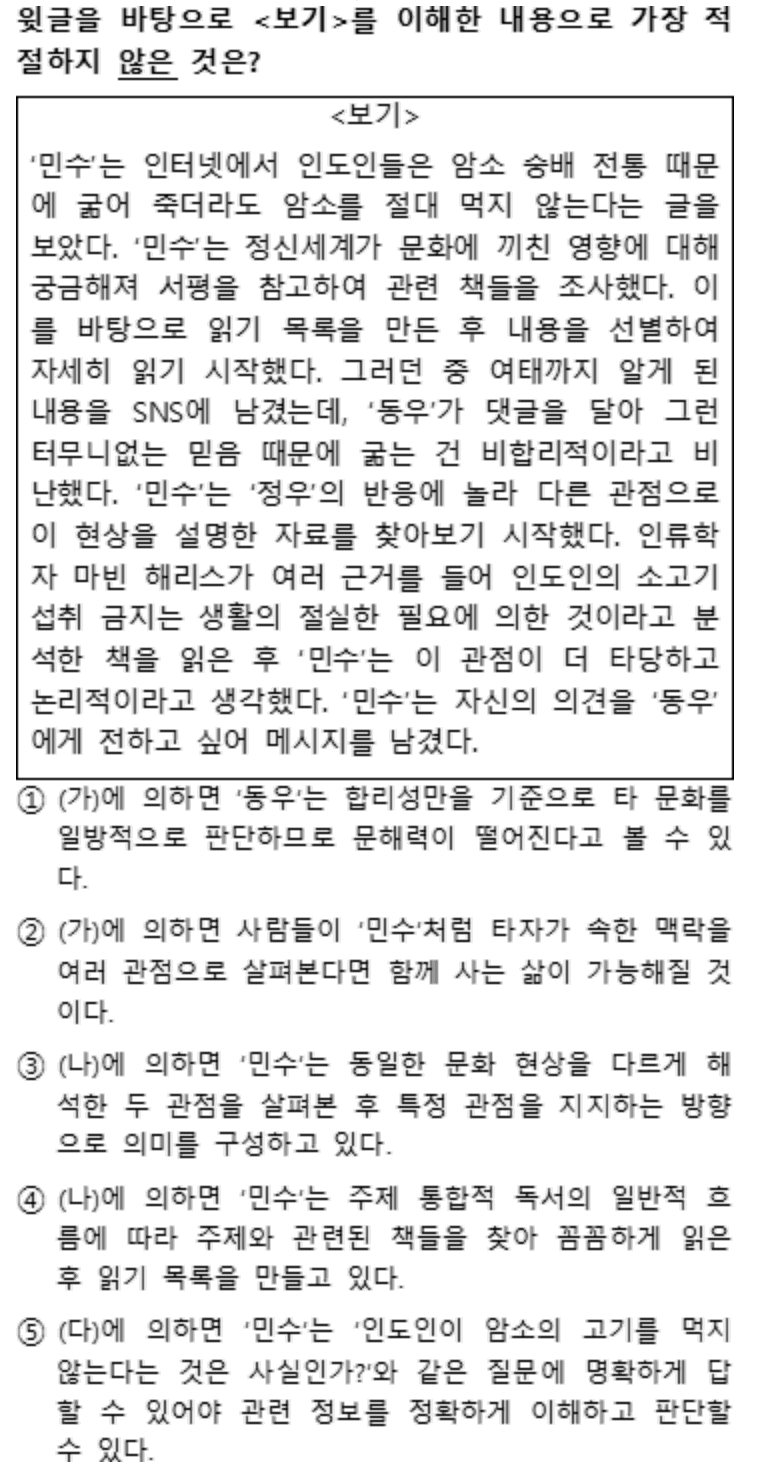 윗글을 바탕으로 <보기>를 이해한 내용으로 가장 적
절하지 않은 것은?
<보기>
'민수'는 인터넷에서 인도인들은 암소 숭배 전통 때문
에 굶어 죽더라도 암소를 절대 먹지 않는다는 글을
보았다. '민수'는 정신세계가 문화에 끼친 영향에 대해
궁금해져 서평을 참고하여 관련 책들을 조사했다. 이
를 바탕으로 읽기 목록을 만든 후 내용을 선별하여
자세히 읽기 시작했다. 그러던 중 여태까지 알게 된
내용을 SNS에 남겼는데, '동우'가 댓글을 달아 그런
터무니없는 믿음 때문에 굶는 건 비합리적이라고 비
난했다. '민수'는 '정우'의 반응에 놀라 다른 관점으로
이 현상을 설명한 자료를 찾아보기 시작했다. 인류학
자 마빈 해리스가 여러 근거를 들어 인도인의 소고기
섭취 금지는 생활의 절실한 필요에 의한 것이라고 분
석한 책을 읽은 후 '민수'는 이 관점이 더 타당하고
논리적이라고 생각했다. '민수'는 자신의 의견을 '동우'
에게 전하고 싶어 메시지를 남겼다.
① (가)에 의하면 '동우'는 합리성만을 기준으로 타 문화를
일방적으로 판단하므로 문해력이 떨어진다고 볼 수 있
다.
② (가)에 의하면 사람들이 '민수'처럼 타자가 속한 맥락을
여러 관점으로 살펴본다면 함께 사는 삶이 가능해질 것
이다.
③ (나)에 의하면 '민수'는 동일한 문화 현상을 다르게 해
석한 두 관점을 살펴본 후 특정 관점을 지지하는 방향
으로 의미를 구성하고 있다.
④ (나)에 의하면 '민수'는 주제 통합적 독서의 일반적 흐
름에 따라 주제와 관련된 책들을 찾아 꼼꼼하게 읽은
후 읽기 목록을 만들고 있다.
⑤ (다)에 의하면 '민수'는 '인도인이 암소의 고기를 먹지
않는다는 것은 사실인가?'와 같은 질문에 명확하게 답
할 수 있어야 관련 정보를 정확하게 이해하고 판단할
수 있다.